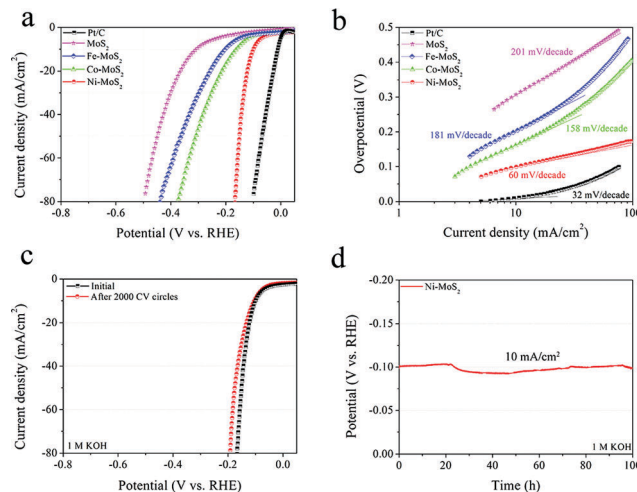 a
Pt/C
MoS₂
Fe-MoS₂
Co-MoS₂
Ni-MoS₂
0
-20
-40
-60
-80
-0.8
-0.6
-0.4
-0.2
0.0
Current density (mA/cm²)
Potential (V vs. RHE)
b
Pt/C
MoS₂
Fe-MoS₂
Co-MoS₂
Ni-MoS₂
201 mV/decade
181 mV/decade
158 mV/decade
60 mV/decade
32 mV/decade
0.5
0.4
0.3
0.2
0.1
0.0
1
10
100
Overpotential (V)
Current density (mA/cm²)
c
Initial
After 2000 CV circles
1 M KOH
0
-20
-40
-60
-80
-0.8
-0.6
-0.4
-0.2
0.0
Current density (mA/cm²)
Potential (V vs. RHE)
d
Ni-MoS₂
10 mA/cm²
1 M KOH
-0.20
-0.15
-0.10
-0.05
0.00
0
20
40
60
80
100
Potential (V vs. RHE)
Time (h)